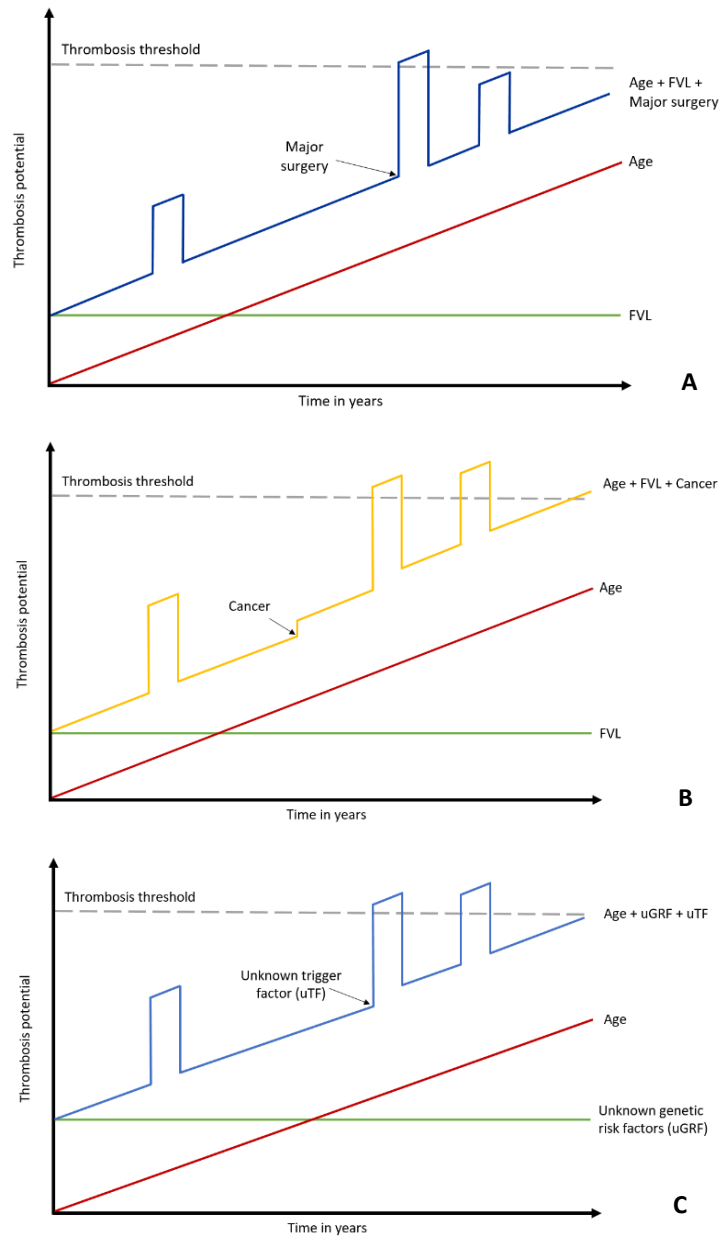 Thrombosis threshold
Age + FVL +
Major surgery
Major
surgery
Age
Thrombosis potential
FVL
A
Time in years
Thrombosis threshold
Age + FVL + Cancer
Age
Cancer
Thrombosis potential
FVL
B
Time in years
Thrombosis threshold
Age + uGRF + uTF
Unknown trigger
factor (uTF)
Age
Thrombosis potential
Unknown genetic
risk factors (uGRF)
C
Time in years